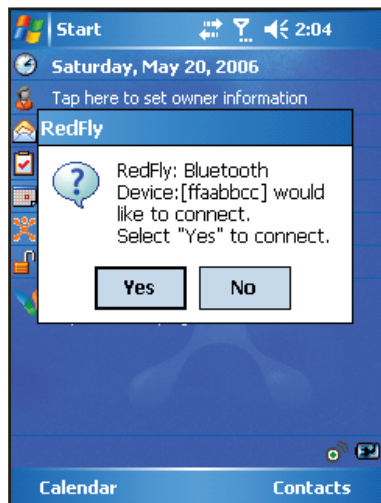 Start 2:04
Saturday, May 20, 2006
Tap here to set owner information
RedFly
RedFly: Bluetooth
Device:[ffaabbcc] would
like to connect.
Select "Yes" to connect.
Yes No
Calendar Contacts